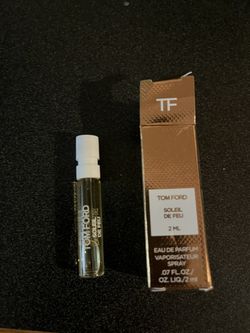 TF
TOM FORD
SOLEIL
DE FEU
2 ML
EAU DE PARFUM
VAPORISATEUR
SPRAY
.07 FL.OZ./
OZ. LIQ./2 ml
TOM FORD
SOLEIL
DE FEU